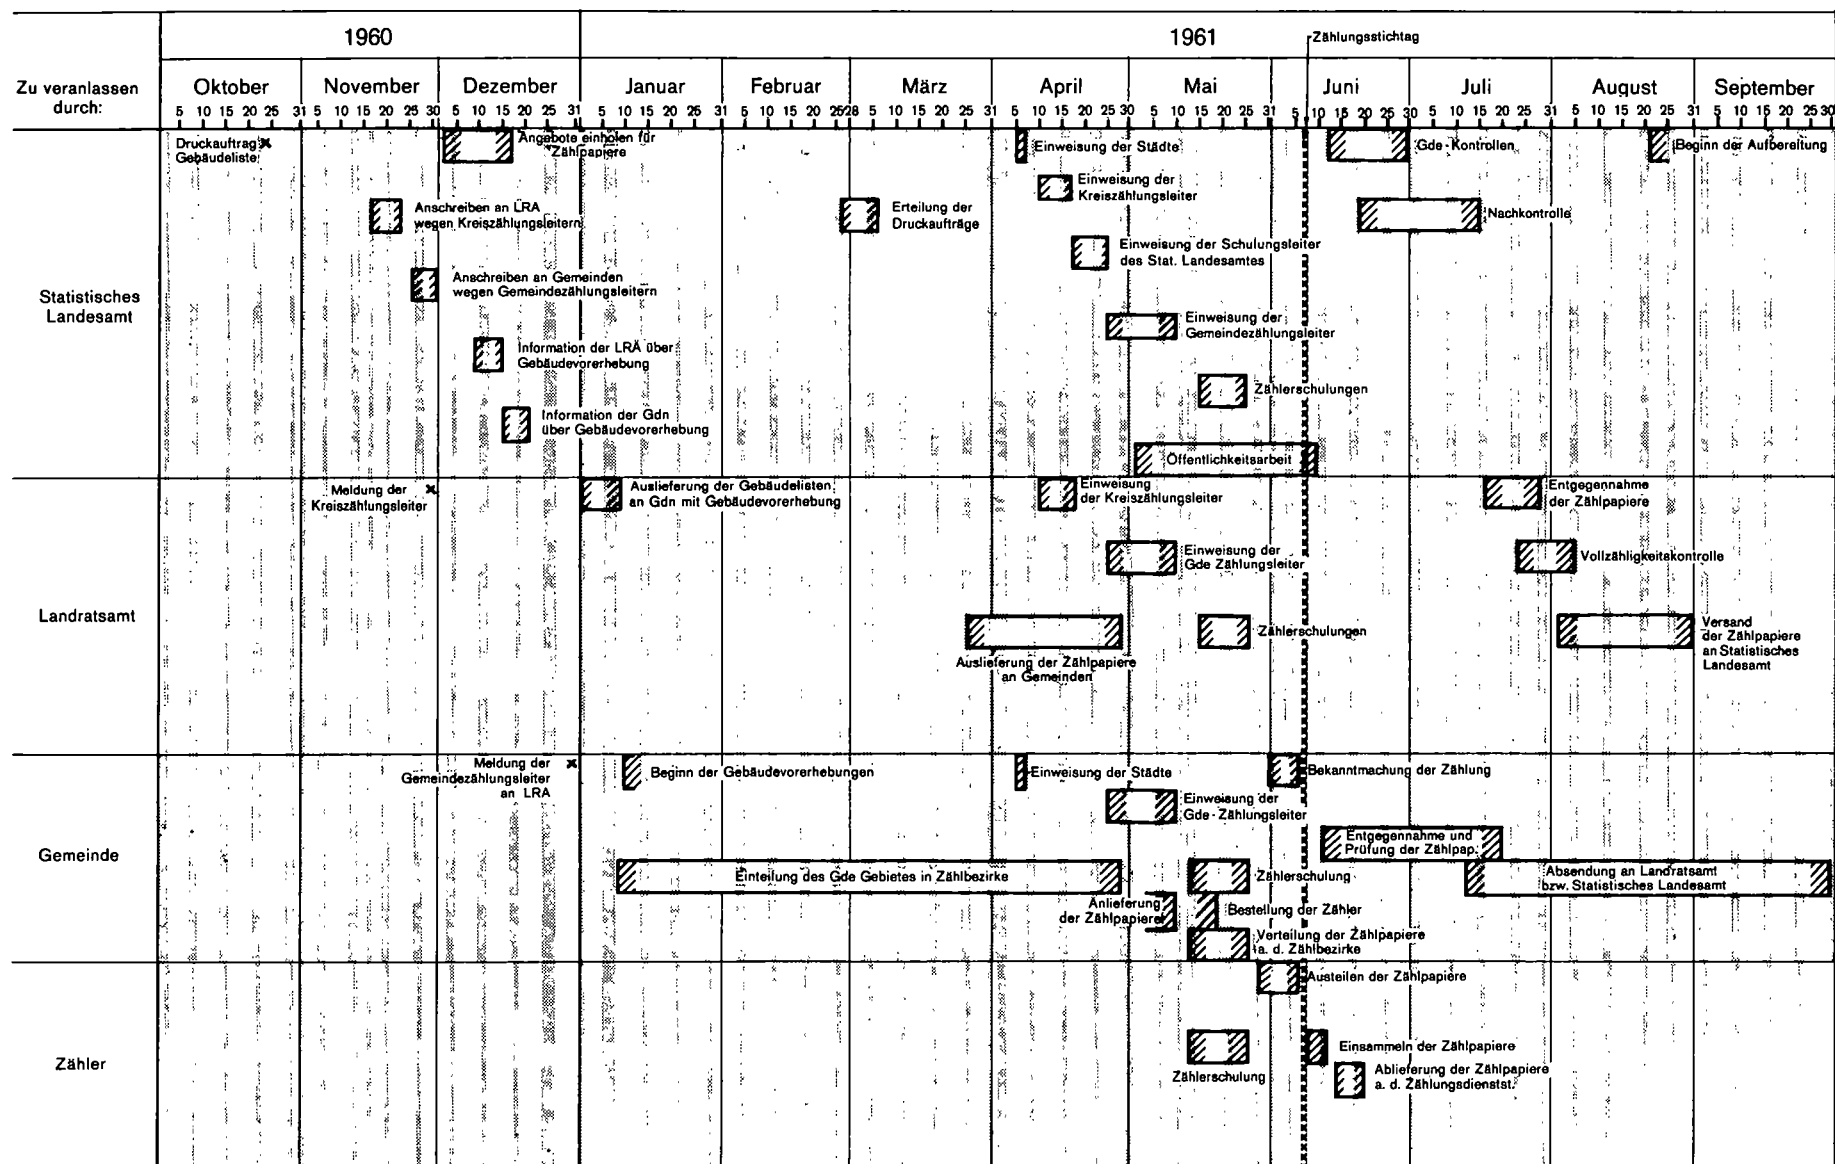 1960
1961
Zählungsstichtag
Zu veranlassen
durch:
Oktober
November
Dezember
Januar
Februar
März
April
Mai
Juni
Juli
August
September
5 10 15 20 25 31 5 10 15 20 25 30 5 10 15 20 25 31 5 10 15 20 25 31 5 10 15 20 25 28 5 10 15 20 25 31 5 10 15 20 25 30 5 10 15 20 25 31 5 10 15 20 25 30 5 10 15 20 25 31 5 10 15 20 25 31 5 10 15 20 25 30
Statistisches
Landesamt
Druckauftrag
Gebäudeliste
Angebote einholen für
Zählpapiere
Einweisung der Städte
Gde-Kontrollen
Beginn der Aufbereitung
Einweisung der
Kreiszählungsleiter
Anschreiben an LRA
wegen Kreiszählungsleitern
Erteilung der
Druckaufträge
Nachkontrolle
Einweisung der Schulungsleiter
des Stat. Landesamtes
Anschreiben an Gemeinden
wegen Gemeindezählungsleitern
Einweisung der
Gemeindezählungsleiter
Information der LRÄ über
Gebäudevorerhebung
Zählerschulungen
Information der Gdn
über Gebäudevorerhebung
Öffentlichkeitsarbeit
Landratsamt
Meldung der
Kreiszählungsleiter
Auslieferung der Gebäudelisten
an Gdn mit Gebäudevorerhebung
Einweisung
der Kreiszählungsleiter
Entgegennahme
der Zählpapiere
Einweisung der
Gde Zählungsleiter
Vollzähligkeitskontrolle
Auslieferung der Zählpapiere
an Gemeinden
Zählerschulungen
Versand
der Zählpapiere
an Statistisches
Landesamt
Gemeinde
Meldung der
Gemeindezählungsleiter
an LRA
Beginn der Gebäudevorerhebungen
Einweisung der Städte
Bekanntmachung der Zählung
Einweisung der
Gde-Zählungsleiter
Entgegennahme und
Prüfung der Zählpap.
Einteilung des Gde Gebietes in Zählbezirke
Zählerschulung
Absendung an Landratsamt
bzw. Statistisches Landesamt
Anlieferung
der Zählpapiere
Bestellung der Zähler
Verteilung der Zählpapiere
a. d. Zählbezirke
Zähler
Austeilen der Zählpapiere
Zählerschulung
Einsammeln der Zählpapiere
Ablieferung der Zählpapiere
a. d. Zählungsdienstst.